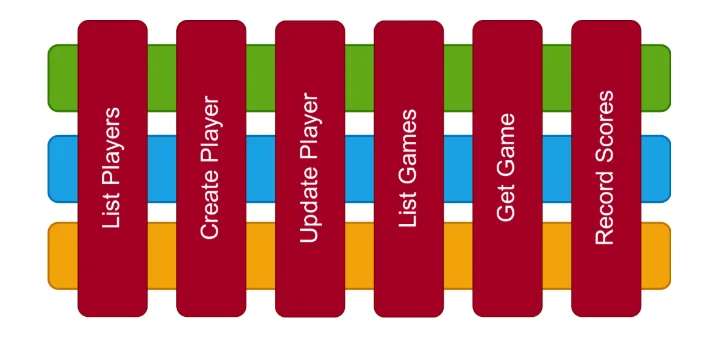 List Players
Create Player
Update Player
List Games
Get Game
Record Scores